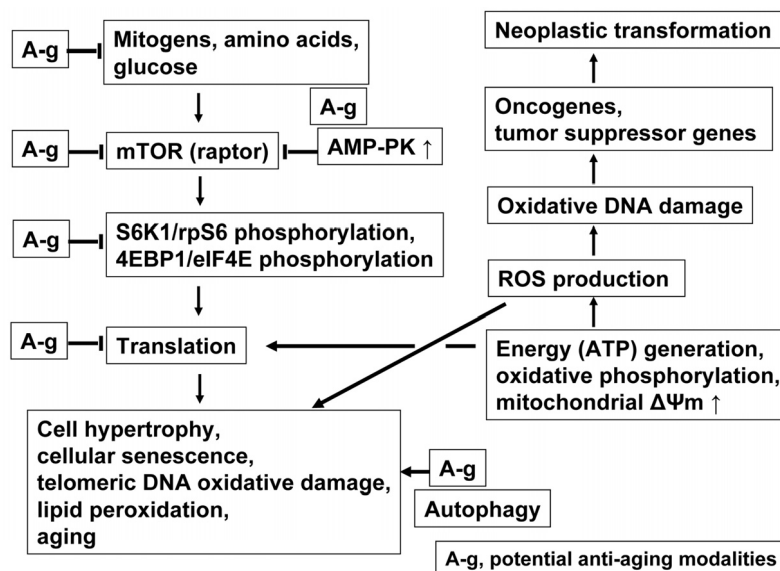 A-g
Mitogens, amino acids,
glucose
A-g
A-g
mTOR (raptor)
AMP-PK ↑
A-g
S6K1/rpS6 phosphorylation,
4EBP1/eIF4E phosphorylation
A-g
Translation
Cell hypertrophy,
cellular senescence,
telomeric DNA oxidative damage,
lipid peroxidation,
aging
A-g
Autophagy
Neoplastic transformation
Oncogenes,
tumor suppressor genes
Oxidative DNA damage
ROS production
Energy (ATP) generation,
oxidative phosphorylation,
mitochondrial ΔΨm ↑
A-g, potential anti-aging modalities